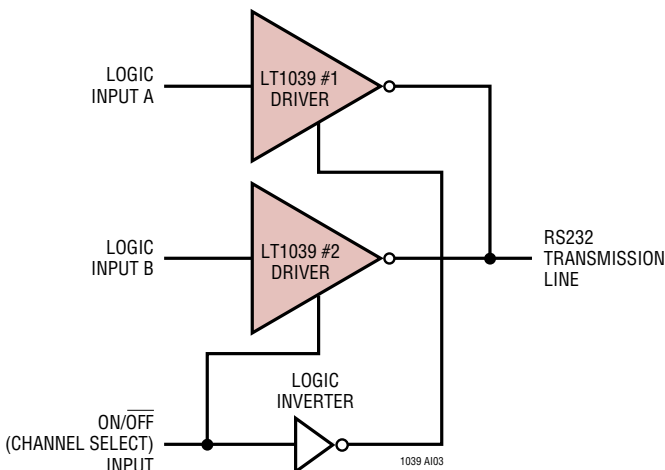 LOGIC
INPUT A
LT1039 #1
DRIVER
LOGIC
INPUT B
LT1039 #2
DRIVER
RS232
TRANSMISSION
LINE
LOGIC
INVERTER
ON/OFF
(CHANNEL SELECT)
INPUT
1039 AI03